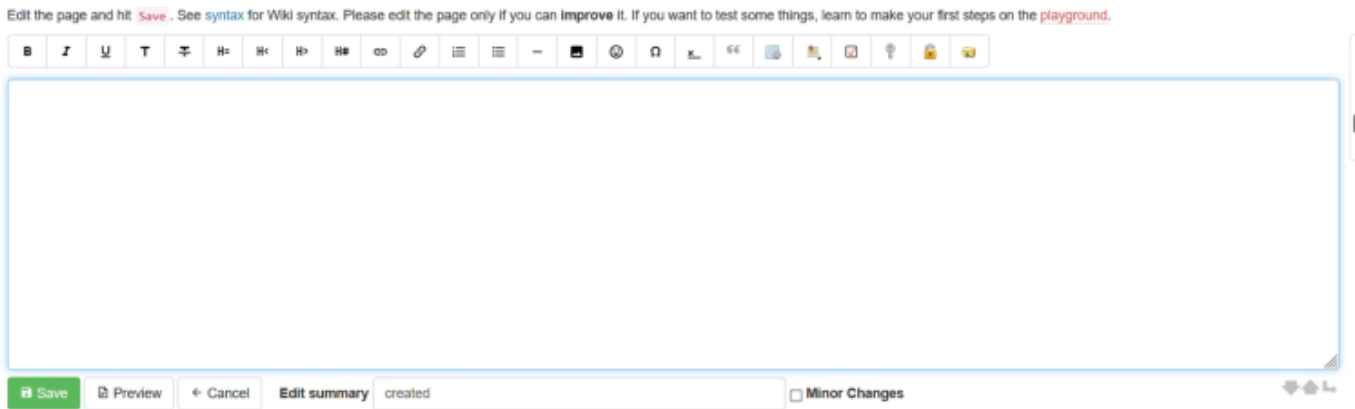 Edit the page and hit Save . See syntax for Wiki syntax. Please edit the page only if you can improve it. If you want to test some things, learn to make your first steps on the playground.
B I U T T H= H< H> H# Ω x_ “
Save Preview ← Cancel Edit summary created Minor Changes